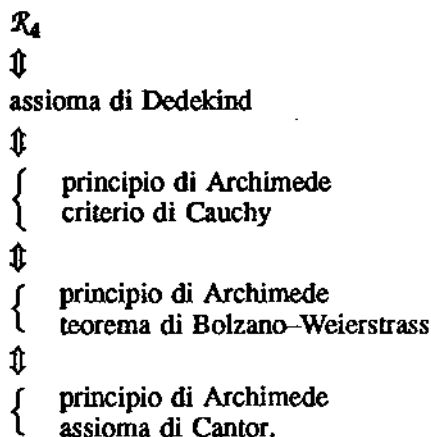 ℛ₄
⇕
assioma di Dedekind
⇕
{ principio di Archimede
criterio di Cauchy
⇕
{ principio di Archimede
teorema di Bolzano–Weierstrass
⇕
{ principio di Archimede
assioma di Cantor.